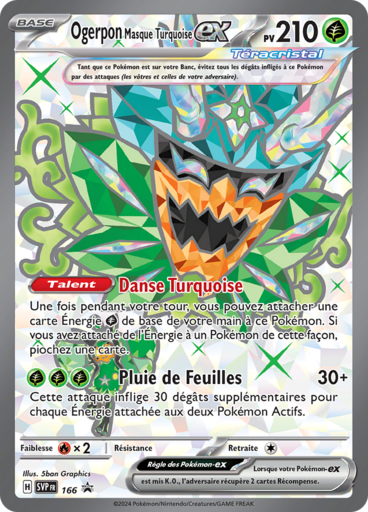 BASE
Ogerpon Masque Turquoise ex PV 210
Téracristal
Tant que ce Pokémon est sur votre Banc, évitez tous les dégâts infligés à ce Pokémon
par des attaques (les vôtres et celles de votre adversaire).
Talent Danse Turquoise
Une fois pendant votre tour, vous pouvez attacher une
carte Énergie de base de votre main à ce Pokémon. Si
vous avez attaché de l'Énergie à un Pokémon de cette façon,
piochez une carte.
Pluie de Feuilles 30+
Cette attaque inflige 30 dégâts supplémentaires pour
chaque Énergie attachée aux deux Pokémon Actifs.
Faiblesse ×2 Résistance Retraite
Illus. 5ban Graphics
Règle des Pokémon-ex Lorsque votre Pokémon-ex
est mis K.O., l'adversaire récupère 2 cartes Récompense.
H SVP FR 166
©2024 Pokémon/Nintendo/Creatures/GAME FREAK